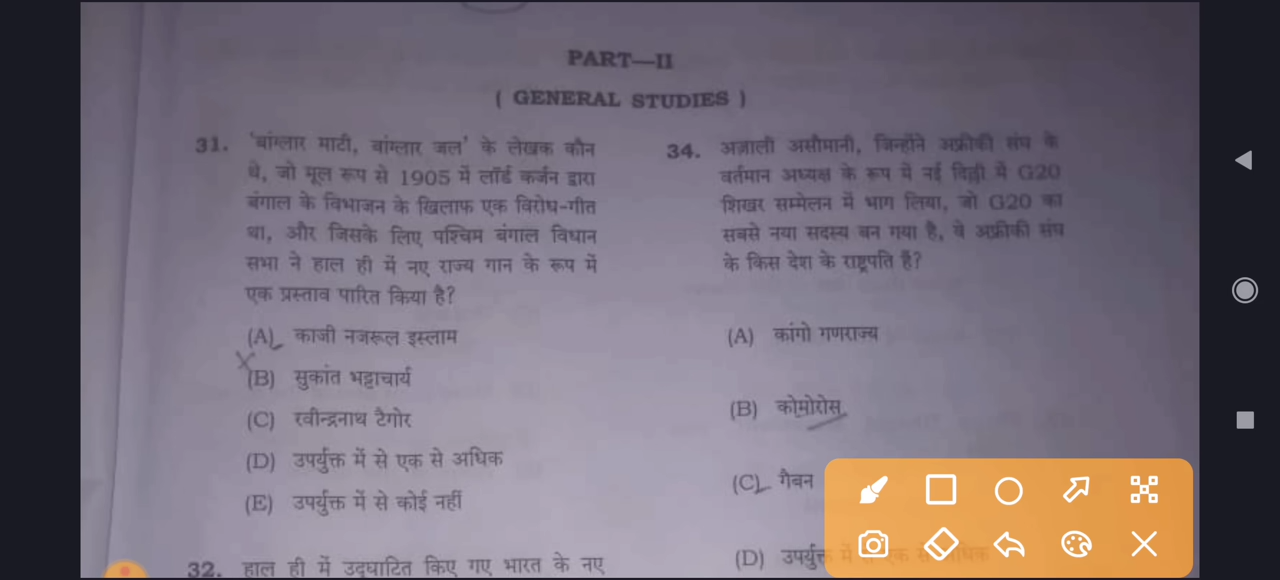 PART—II
( GENERAL STUDIES )
31. 'बांग्लार माटी, बांग्लार जल' के लेखक कौन
थे, जो मूल रूप से 1905 में लॉर्ड कर्जन द्वारा
बंगाल के विभाजन के खिलाफ एक विरोध-गीत
था, और जिसके लिए पश्चिम बंगाल विधान
सभा ने हाल ही में नए राज्य गान के रूप में
एक प्रस्ताव पारित किया है?
(A) काजी नजरूल इस्लाम
(B) सुकांत भट्टाचार्य
(C) रवीन्द्रनाथ टैगोर
(D) उपर्युक्त में से एक से अधिक
(E) उपर्युक्त में से कोई नहीं
32. हाल ही में उद्घाटित किए गए भारत के नए
34. अज़ाली असौमानी, जिन्होंने अफ्रीकी संघ के
वर्तमान अध्यक्ष के रूप में नई दिल्ली में G20
शिखर सम्मेलन में भाग लिया, जो G20 का
सबसे नया सदस्य बन गया है, वे अफ्रीकी संघ
के किस देश के राष्ट्रपति हैं?
(A) कांगो गणराज्य
(B) कोमोरोस
(C) गैबन
(D) उपर्युक्त में से एक से अधिक